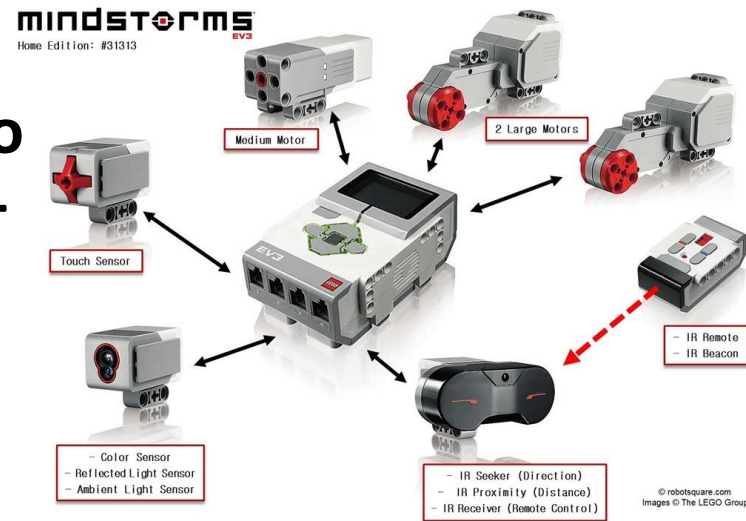 mindstorms
EV3
Home Edition: #31313
o
Medium Motor
2 Large Motors
Touch Sensor
EV3
- IR Remote
- IR Beacon
- Color Sensor
- Reflected Light Sensor
- Ambient Light Sensor
- IR Seeker (Direction)
- IR Proximity (Distance)
- IR Receiver (Remote Control)
© robotsquare.com
Images © The LEGO Group